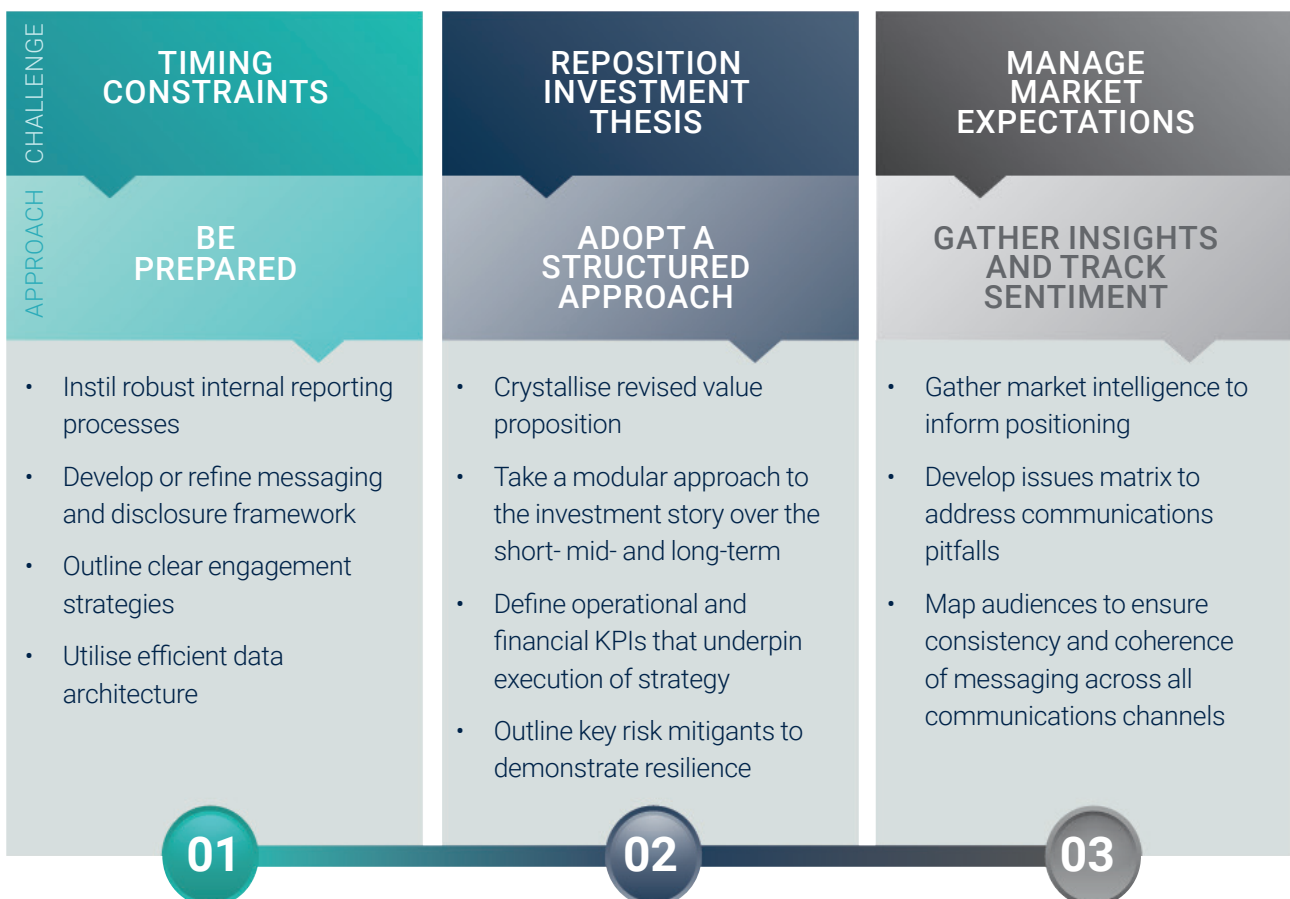 CHALLENGE
TIMING
CONSTRAINTS
APPROACH
BE
PREPARED
• Instil robust internal reporting
processes
• Develop or refine messaging
and disclosure framework
• Outline clear engagement
strategies
• Utilise efficient data
architecture
01
REPOSITION
INVESTMENT
THESIS
ADOPT A
STRUCTURED
APPROACH
• Crystallise revised value
proposition
• Take a modular approach to
the investment story over the
short- mid- and long-term
• Define operational and
financial KPIs that underpin
execution of strategy
• Outline key risk mitigants to
demonstrate resilience
02
MANAGE
MARKET
EXPECTATIONS
GATHER INSIGHTS
AND TRACK
SENTIMENT
• Gather market intelligence to
inform positioning
• Develop issues matrix to
address communications
pitfalls
• Map audiences to ensure
consistency and coherence
of messaging across all
communications channels
03